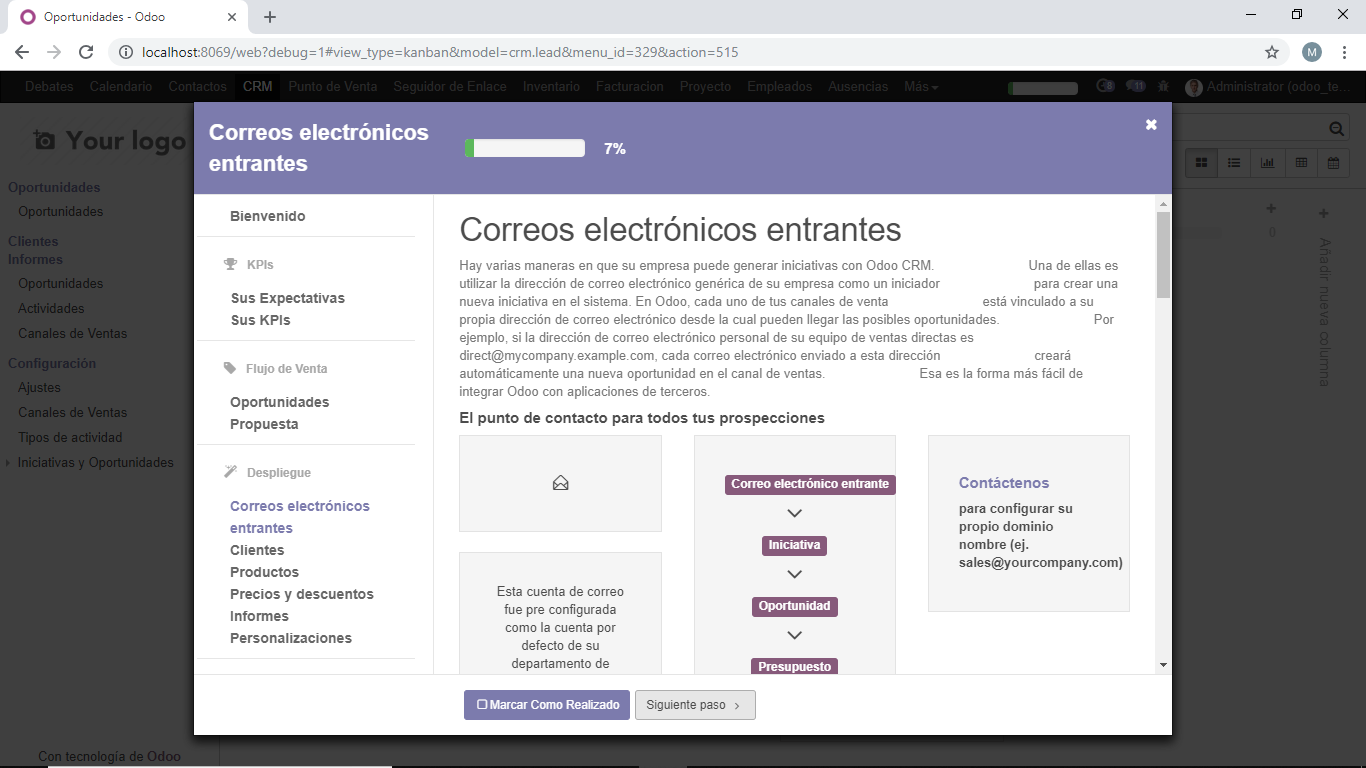 Oportunidades - Odoo
localhost:8069/web?debug=1#view_type=kanban&model=crm.lead&menu_id=329&action=515
M
Debates Calendario Contactos CRM Punto de Venta Seguidor de Enlace Inventario Facturacion Proyecto Empleados Ausencias Más 8 11 Administrator (odoo_te...
Your logo
Oportunidades
Oportunidades
Clientes
Informes
Oportunidades
Actividades
Canales de Ventas
Configuración
Ajustes
Canales de Ventas
Tipos de actividad
Iniciativas y Oportunidades
Con tecnología de Odoo
Correos electrónicos
entrantes
7%
Bienvenido
KPIs
Sus Expectativas
Sus KPIs
Flujo de Venta
Oportunidades
Propuesta
Despliegue
Correos electrónicos
entrantes
Clientes
Productos
Precios y descuentos
Informes
Personalizaciones
Correos electrónicos entrantes
Hay varias maneras en que su empresa puede generar iniciativas con Odoo CRM. Una de ellas es
utilizar la dirección de correo electrónico genérica de su empresa como un iniciador para crear una
nueva iniciativa en el sistema. En Odoo, cada uno de tus canales de venta está vinculado a su
propia dirección de correo electrónico desde la cual pueden llegar las posibles oportunidades. Por
ejemplo, si la dirección de correo electrónico personal de su equipo de ventas directas es
direct@mycompany.example.com, cada correo electrónico enviado a esta dirección creará
automáticamente una nueva oportunidad en el canal de ventas. Esa es la forma más fácil de
integrar Odoo con aplicaciones de terceros.
El punto de contacto para todos tus prospecciones
Esta cuenta de correo
fue pre configurada
como la cuenta por
defecto de su
departamento de
Correo electrónico entrante
Iniciativa
Oportunidad
Presupuesto
Contáctenos
para configurar su
propio dominio
nombre (ej.
sales@yourcompany.com)
Marcar Como Realizado
Siguiente paso
0
Añadir nueva columna